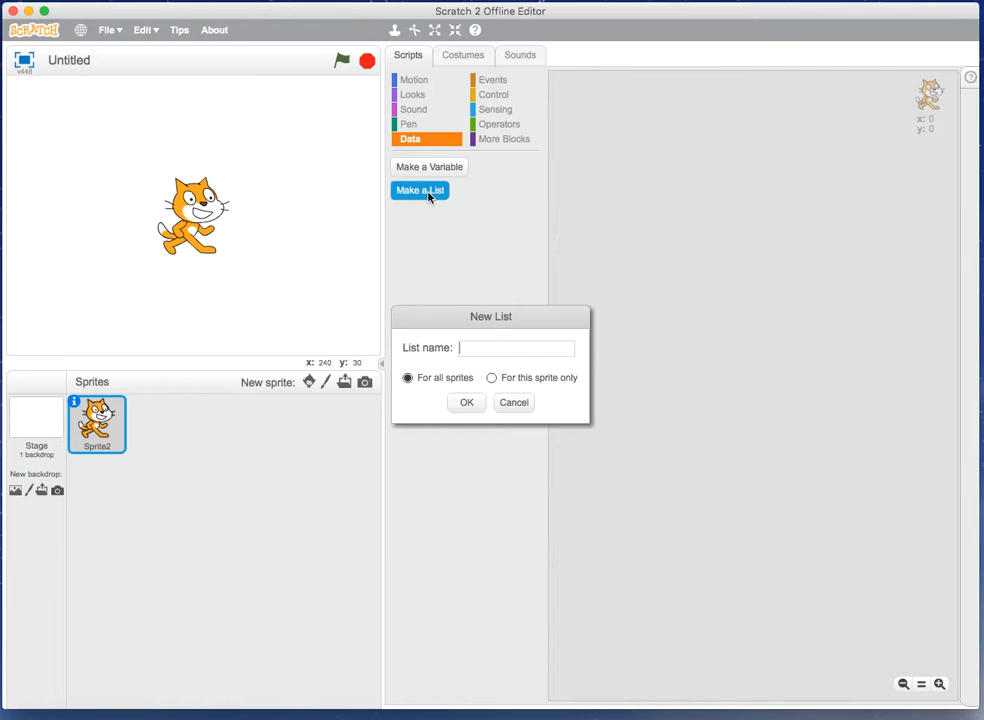 Scratch 2 Offline Editor
SCRATCH File Edit Tips About
v448 Untitled
Scripts Costumes Sounds
Motion Events
Looks Control
Sound Sensing
Pen Operators
Data More Blocks
Make a Variable
Make a List
x: 0
y: 0
New List
List name:
For all sprites For this sprite only
OK Cancel
x: 240 y: 30
Sprites New sprite:
Stage
1 backdrop
New backdrop:
Sprite2